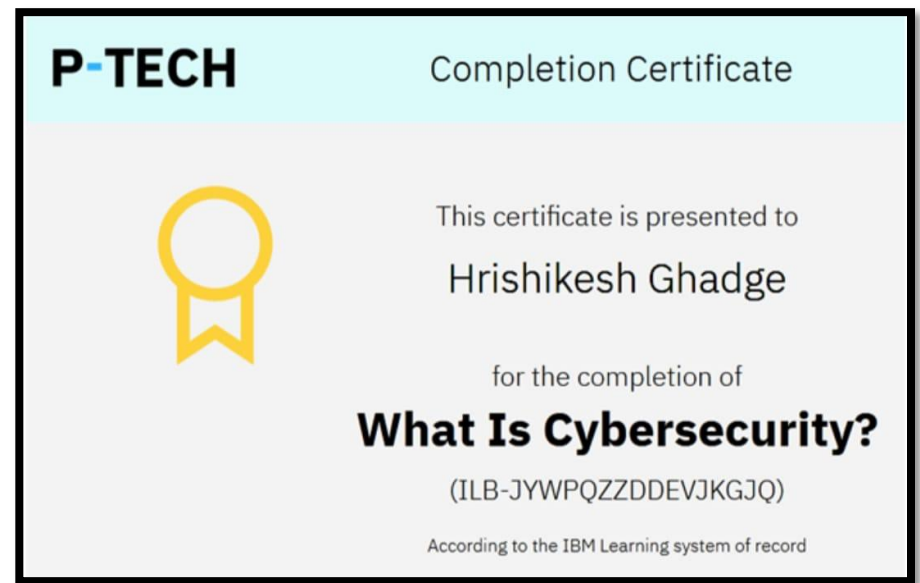 P-TECH
Completion Certificate
This certificate is presented to
Hrishikesh Ghadge
for the completion of
What Is Cybersecurity?
(ILB-JYWPQZZDDEVJKGJQ)
According to the IBM Learning system of record